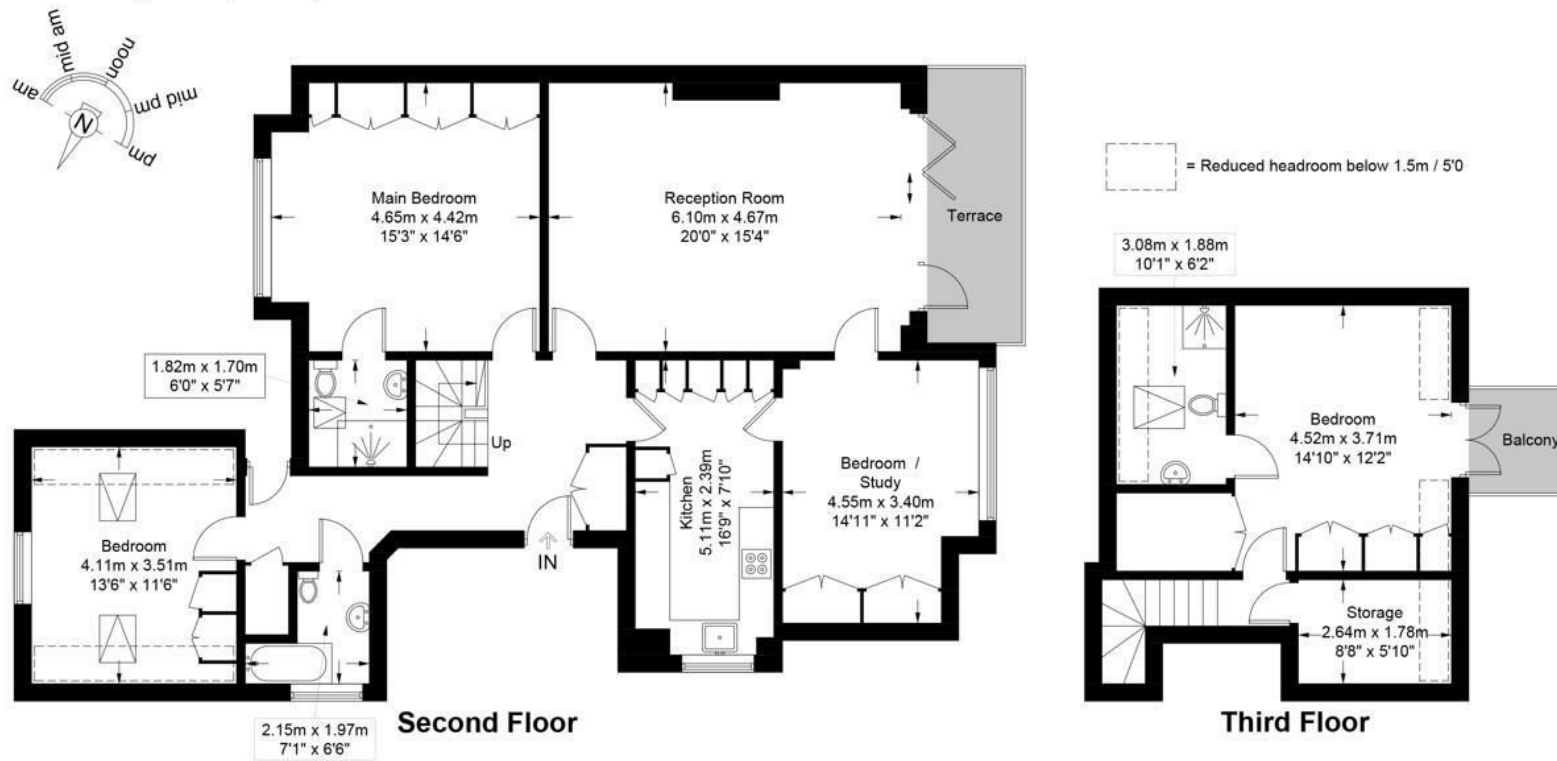 am
mid am
noon
mid pm
pm
N
= Reduced headroom below 1.5m / 5'0
Main Bedroom
4.65m x 4.42m
15'3" x 14'6"
Reception Room
6.10m x 4.67m
20'0" x 15'4"
Terrace
1.82m x 1.70m
6'0" x 5'7"
Up
Bedroom
4.11m x 3.51m
13'6" x 11'6"
IN
Kitchen
5.11m x 2.39m
16'9" x 7'10"
Bedroom /
Study
4.55m x 3.40m
14'11" x 11'2"
2.15m x 1.97m
7'1" x 6'6"
Second Floor
3.08m x 1.88m
10'1" x 6'2"
Bedroom
4.52m x 3.71m
14'10" x 12'2"
Balcony
Storage
2.64m x 1.78m
8'8" x 5'10"
Third Floor